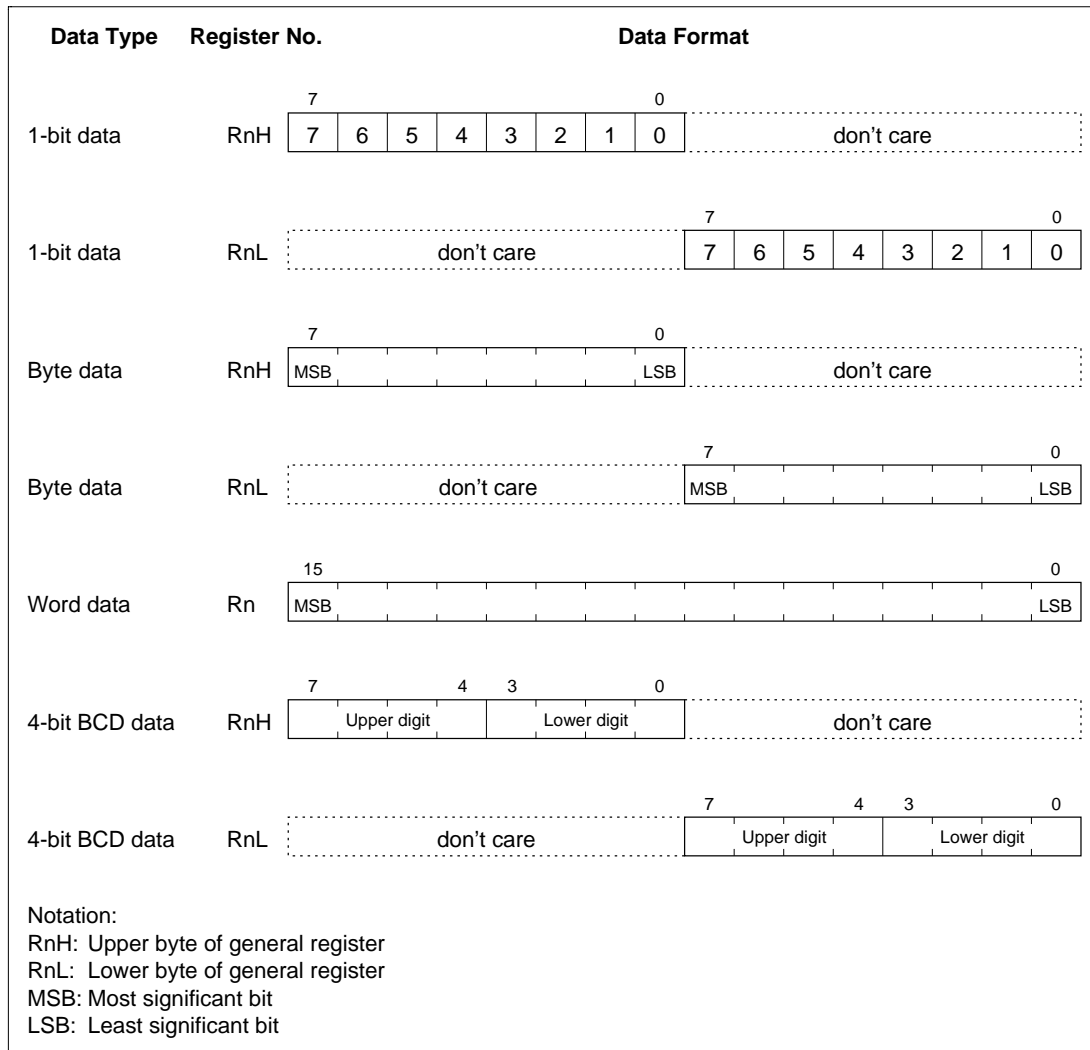 Data Type Register No. Data Format
7 0
1-bit data RnH 7 6 5 4 3 2 1 0 don't care
7 0
1-bit data RnL don't care 7 6 5 4 3 2 1 0
7 0
Byte data RnH MSB LSB don't care
7 0
Byte data RnL don't care MSB LSB
15 0
Word data Rn MSB LSB
7 4 3 0
4-bit BCD data RnH Upper digit Lower digit don't care
7 4 3 0
4-bit BCD data RnL don't care Upper digit Lower digit
Notation:
RnH: Upper byte of general register
RnL: Lower byte of general register
MSB: Most significant bit
LSB: Least significant bit